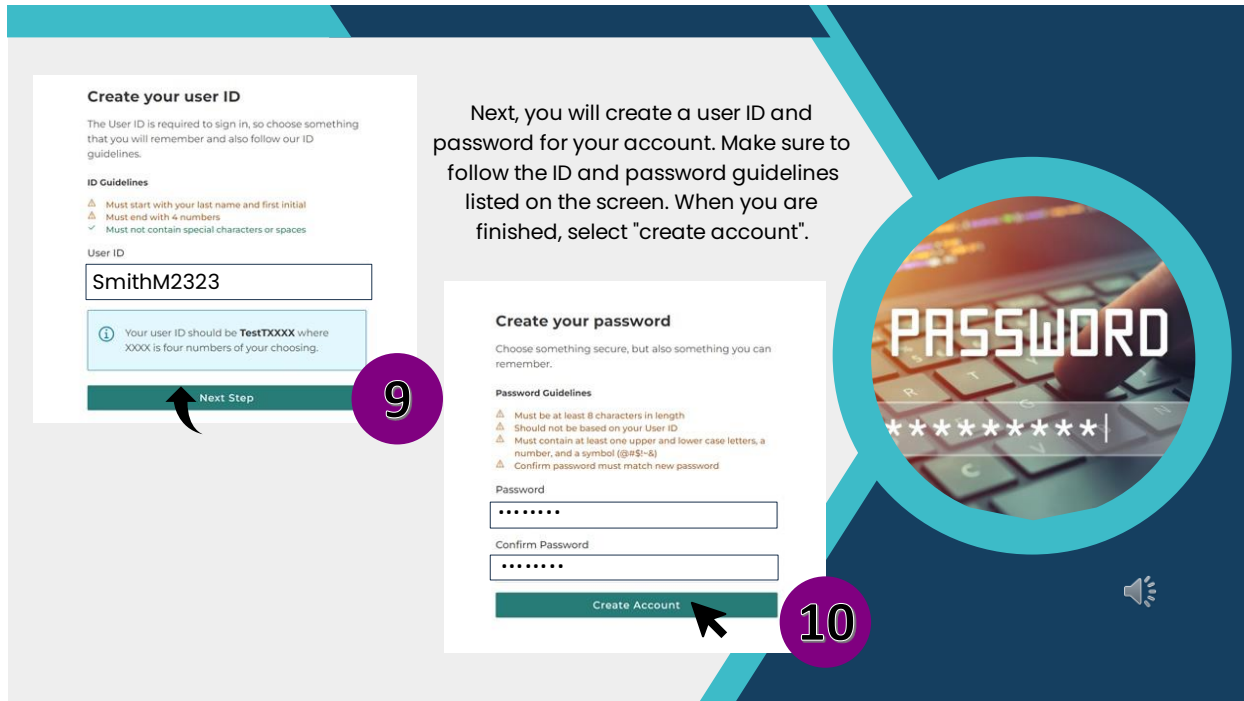 Create your user ID
The User ID is required to sign in, so choose something
that you will remember and also follow our ID
guidelines.
ID Guidelines
Must start with your last name and first initial
Must end with 4 numbers
Must not contain special characters or spaces
User ID
SmithM2323
Your user ID should be TestTXXXX where
XXXX is four numbers of your choosing.
Next Step
9
Next, you will create a user ID and
password for your account. Make sure to
follow the ID and password guidelines
listed on the screen. When you are
finished, select "create account".
Create your password
Choose something secure, but also something you can
remember.
Password Guidelines
Must be at least 8 characters in length
Should not be based on your User ID
Must contain at least one upper and lower case letters, a
number, and a symbol (@#$!~&)
Confirm password must match new password
Password
••••••••
Confirm Password
••••••••
Create Account
10
PASSWORD
*********|